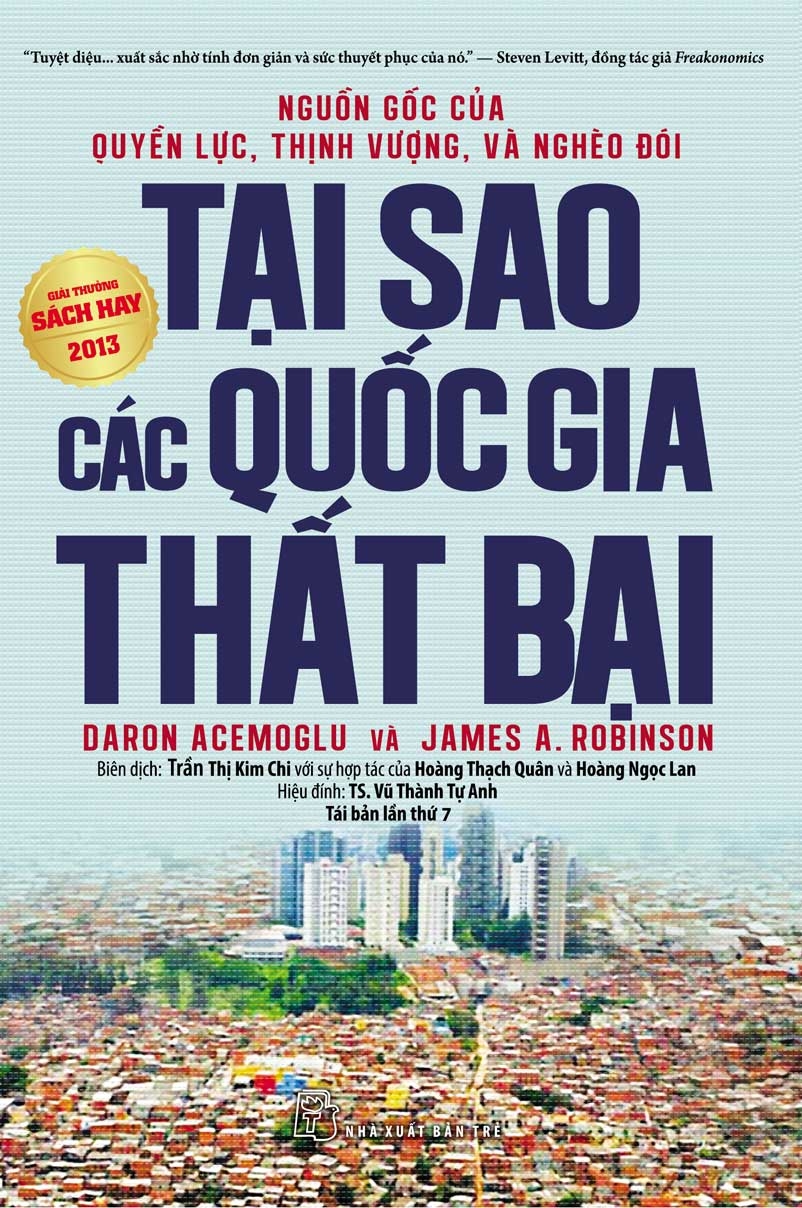 “Tuyệt diệu... xuất sắc nhờ tính đơn giản và sức thuyết phục của nó.” — Steven Levitt, đồng tác giả Freakonomics
NGUỒN GỐC CỦA
QUYỀN LỰC, THỊNH VƯỢNG, VÀ NGHÈO ĐÓI
TẠI SAO
GIẢI THƯỞNG
SÁCH HAY
2013
CÁC QUỐC GIA
THẤT BẠI
DARON ACEMOGLU VÀ JAMES A. ROBINSON
Biên dịch: Trần Thị Kim Chi với sự hợp tác của Hoàng Thạch Quân và Hoàng Ngọc Lan
Hiệu đính: TS. Vũ Thành Tự Anh
Tái bản lần thứ 7
NHÀ XUẤT BẢN TRẺ